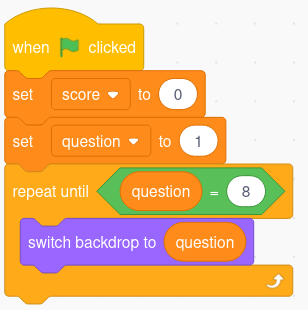 when clicked
set score to 0
set question to 1
repeat until question = 8
switch backdrop to question